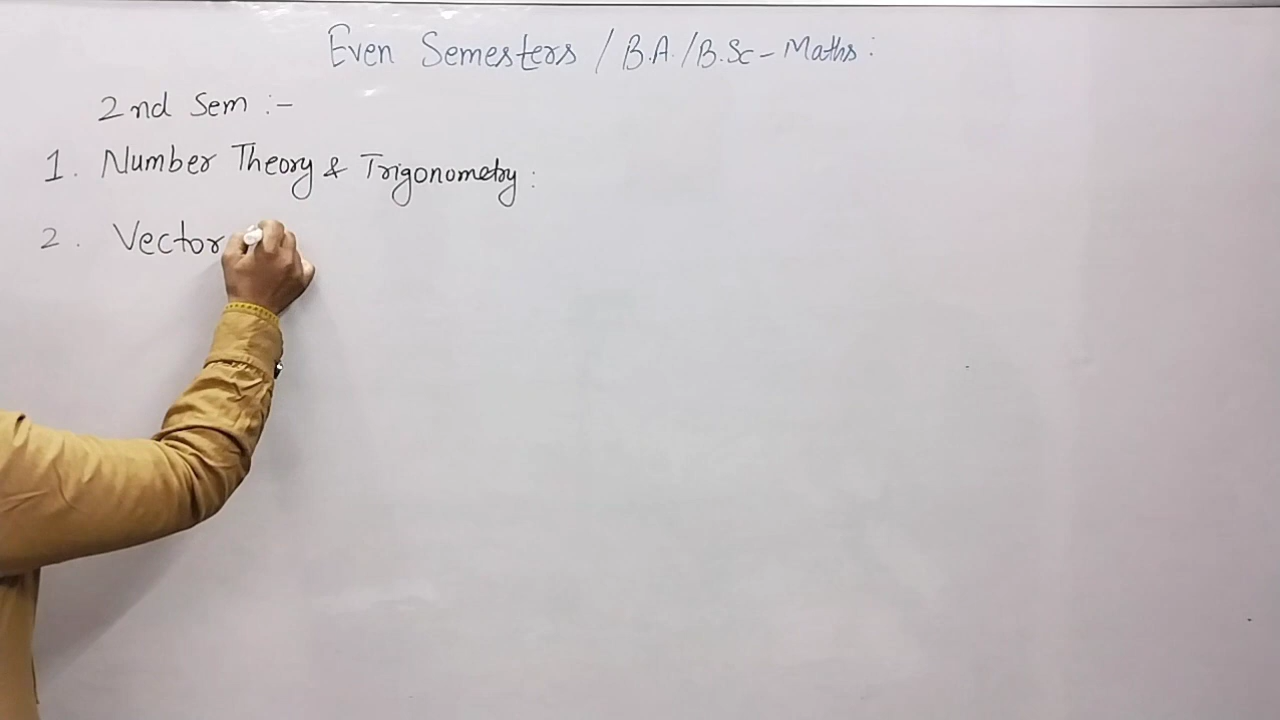 Even Semesters / B.A./B.Sc - Maths:
2nd Sem :-
1. Number Theory & Trigonometry:
2. Vector